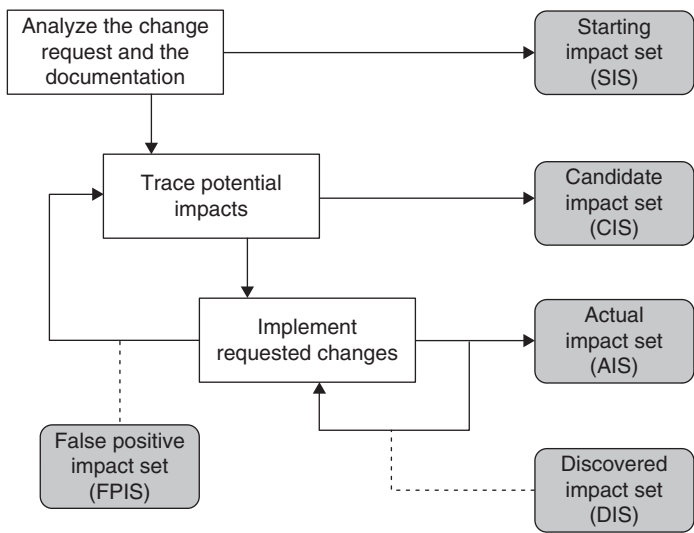 Analyze the change
request and the
documentation
Starting
impact set
(SIS)
Trace potential
impacts
Candidate
impact set
(CIS)
Implement
requested changes
Actual
impact set
(AIS)
False positive
impact set
(FPIS)
Discovered
impact set
(DIS)